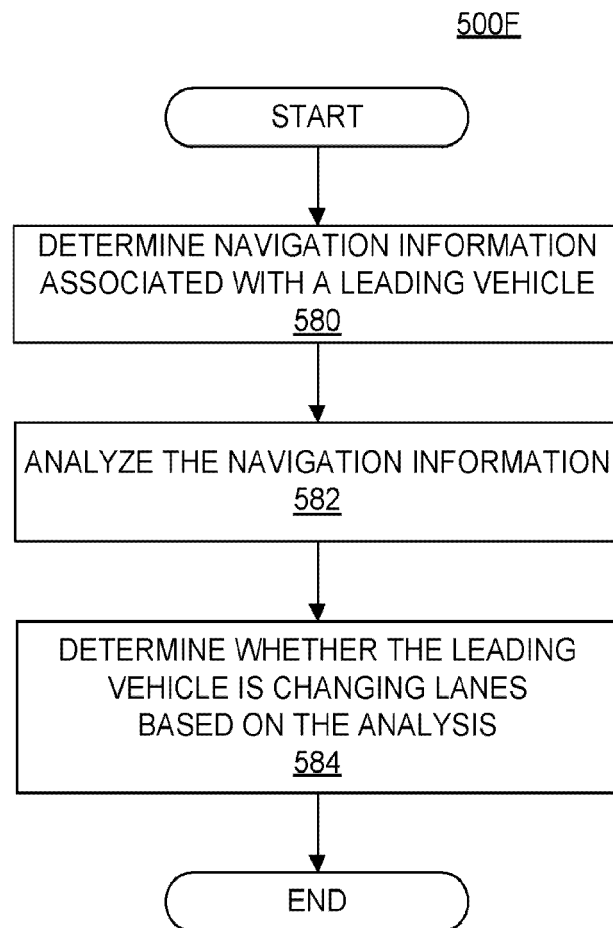 500F
START
DETERMINE NAVIGATION INFORMATION
ASSOCIATED WITH A LEADING VEHICLE
580
ANALYZE THE NAVIGATION INFORMATION
582
DETERMINE WHETHER THE LEADING
VEHICLE IS CHANGING LANES
BASED ON THE ANALYSIS
584
END